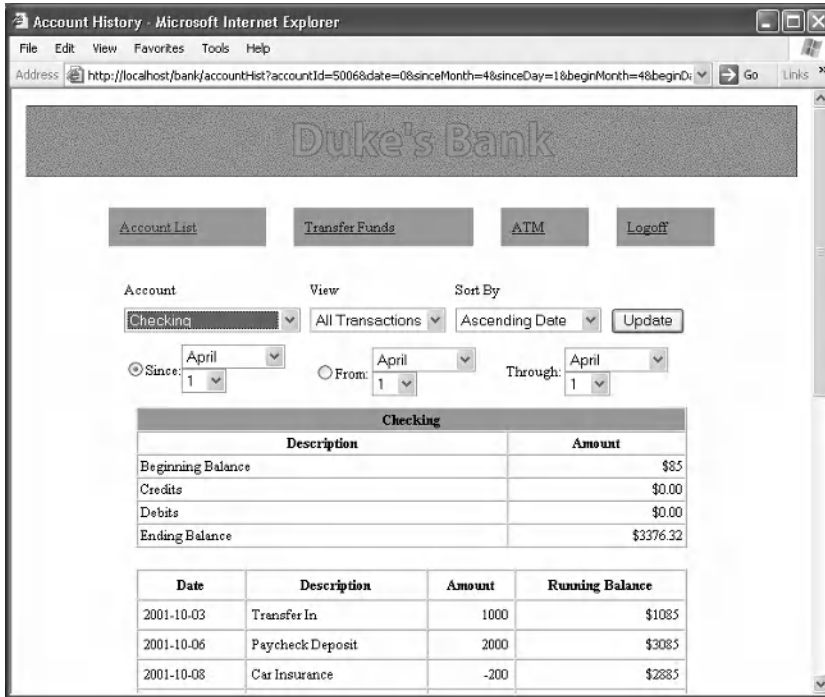 Account History - Microsoft Internet Explorer
File Edit View Favorites Tools Help
Address http://localhost/bank/accountHist?accountId=5006&date=0&sinceMonth=4&sinceDay=1&beginMonth=4&beginDa Go Links »
Duke's Bank
Account List Transfer Funds ATM Logoff
Account View Sort By
Checking All Transactions Ascending Date Update
Since: April From: April Through: April
1 1 1
Checking
Description Amount
Beginning Balance $85
Credits $0.00
Debits $0.00
Ending Balance $3376.32
Date Description Amount Running Balance
2001-10-03 Transfer In 1000 $1085
2001-10-06 Paycheck Deposit 2000 $3085
2001-10-08 Car Insurance -200 $2885